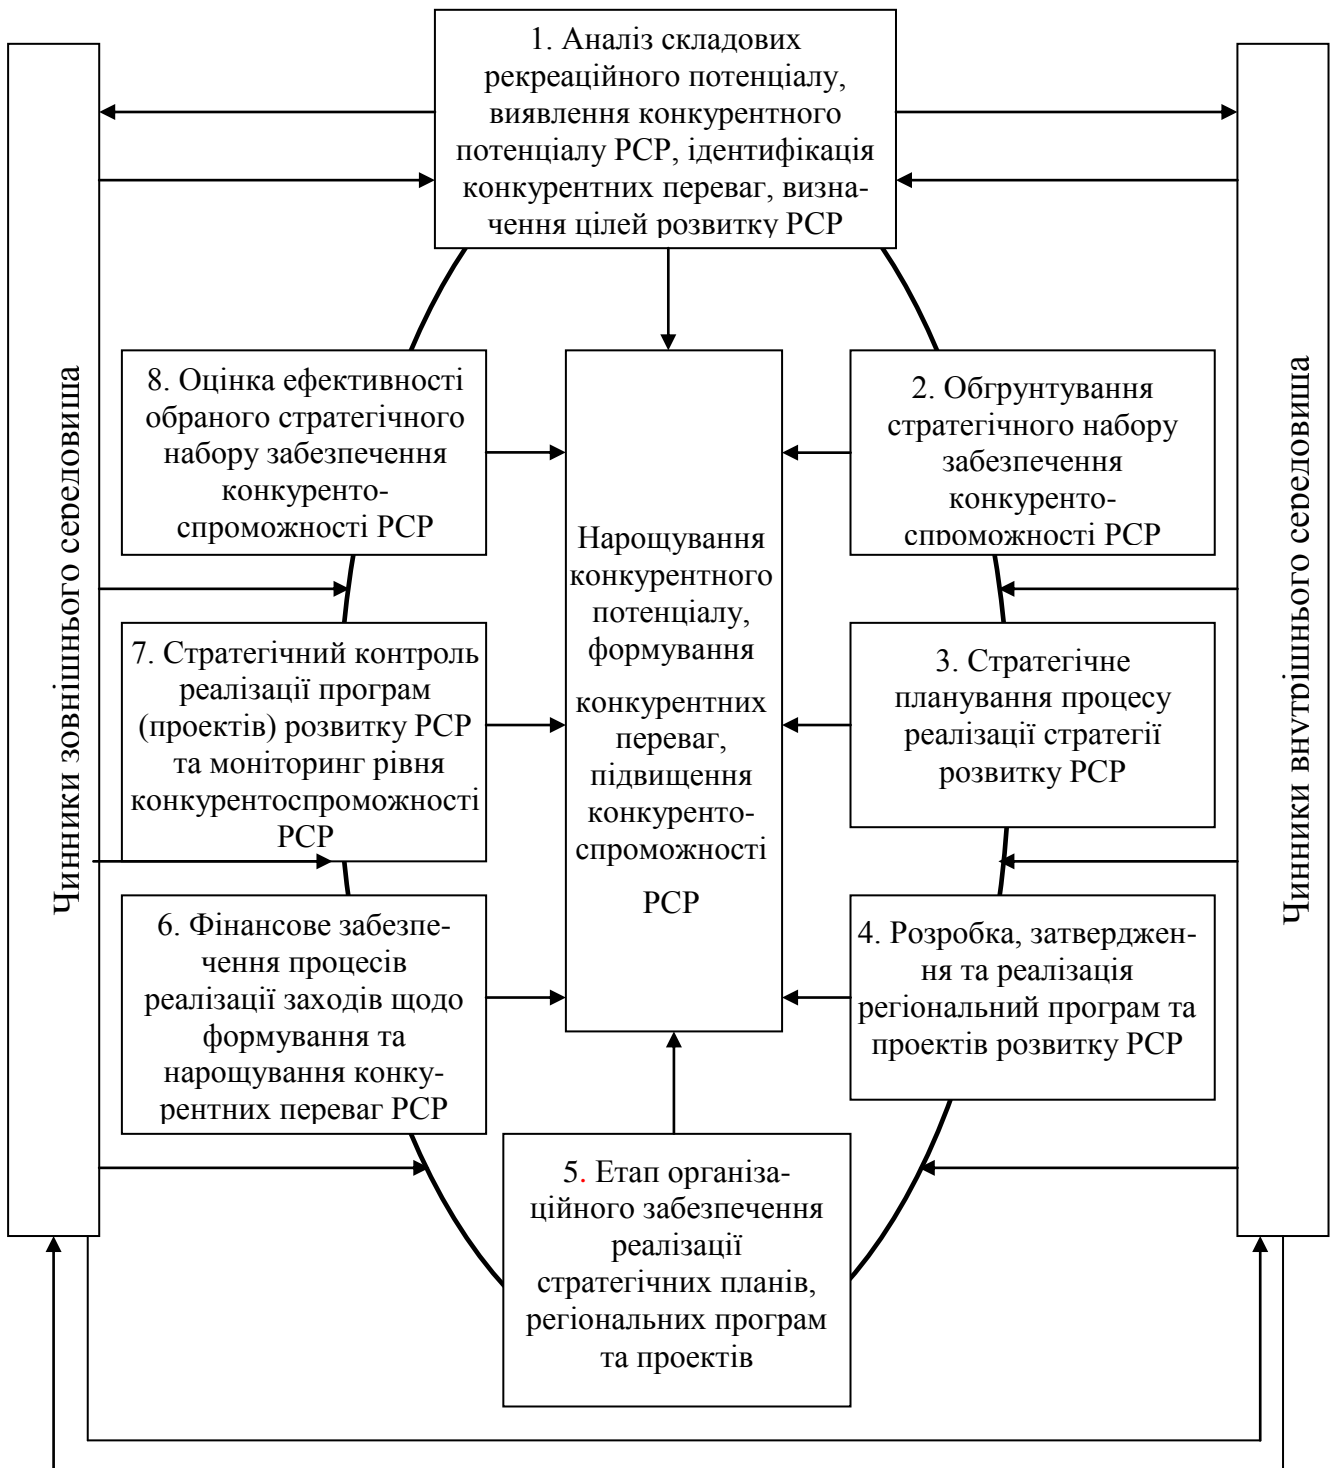 1. Аналіз складових
рекреаційного потенціалу,
виявлення конкурентного
потенціалу РСР, ідентифікація
конкурентних переваг, визна-
чення цілей розвитку РСР
Чинники зовнішнього середовища
8. Оцінка ефективності
обраного стратегічного
набору забезпечення
конкуренто-
спроможності РСР
2. Обгрунтування
стратегічного набору
забезпечення
конкуренто-
спроможності РСР
Чинники внутрішнього середовища
Нарощування
конкурентного
потенціалу,
формування
конкурентних
переваг,
підвищення
конкуренто-
спроможності
РСР
7. Стратегічний контроль
реалізації програм
(проектів) розвитку РСР
та моніторинг рівня
конкурентоспроможності
РСР
3. Стратегічне
планування процесу
реалізації стратегії
розвитку РСР
6. Фінансове забезпе-
чення процесів
реалізації заходів щодо
формування та
нарощування конку-
рентних переваг РСР
4. Розробка, затверджен-
ня та реалізація
регіональний програм та
проектів розвитку РСР
5. Етап організа-
ційного забезпечення
реалізації
стратегічних планів,
регіональних програм
та проектів